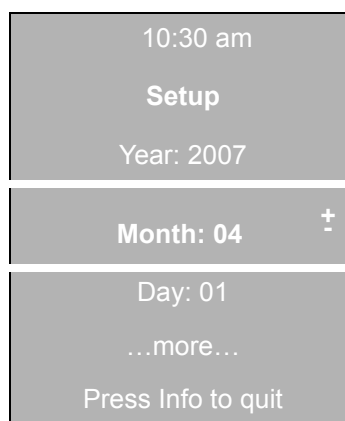 10:30 am
Setup
Year: 2007
Month: 04 +
-
Day: 01
…more…
Press Info to quit